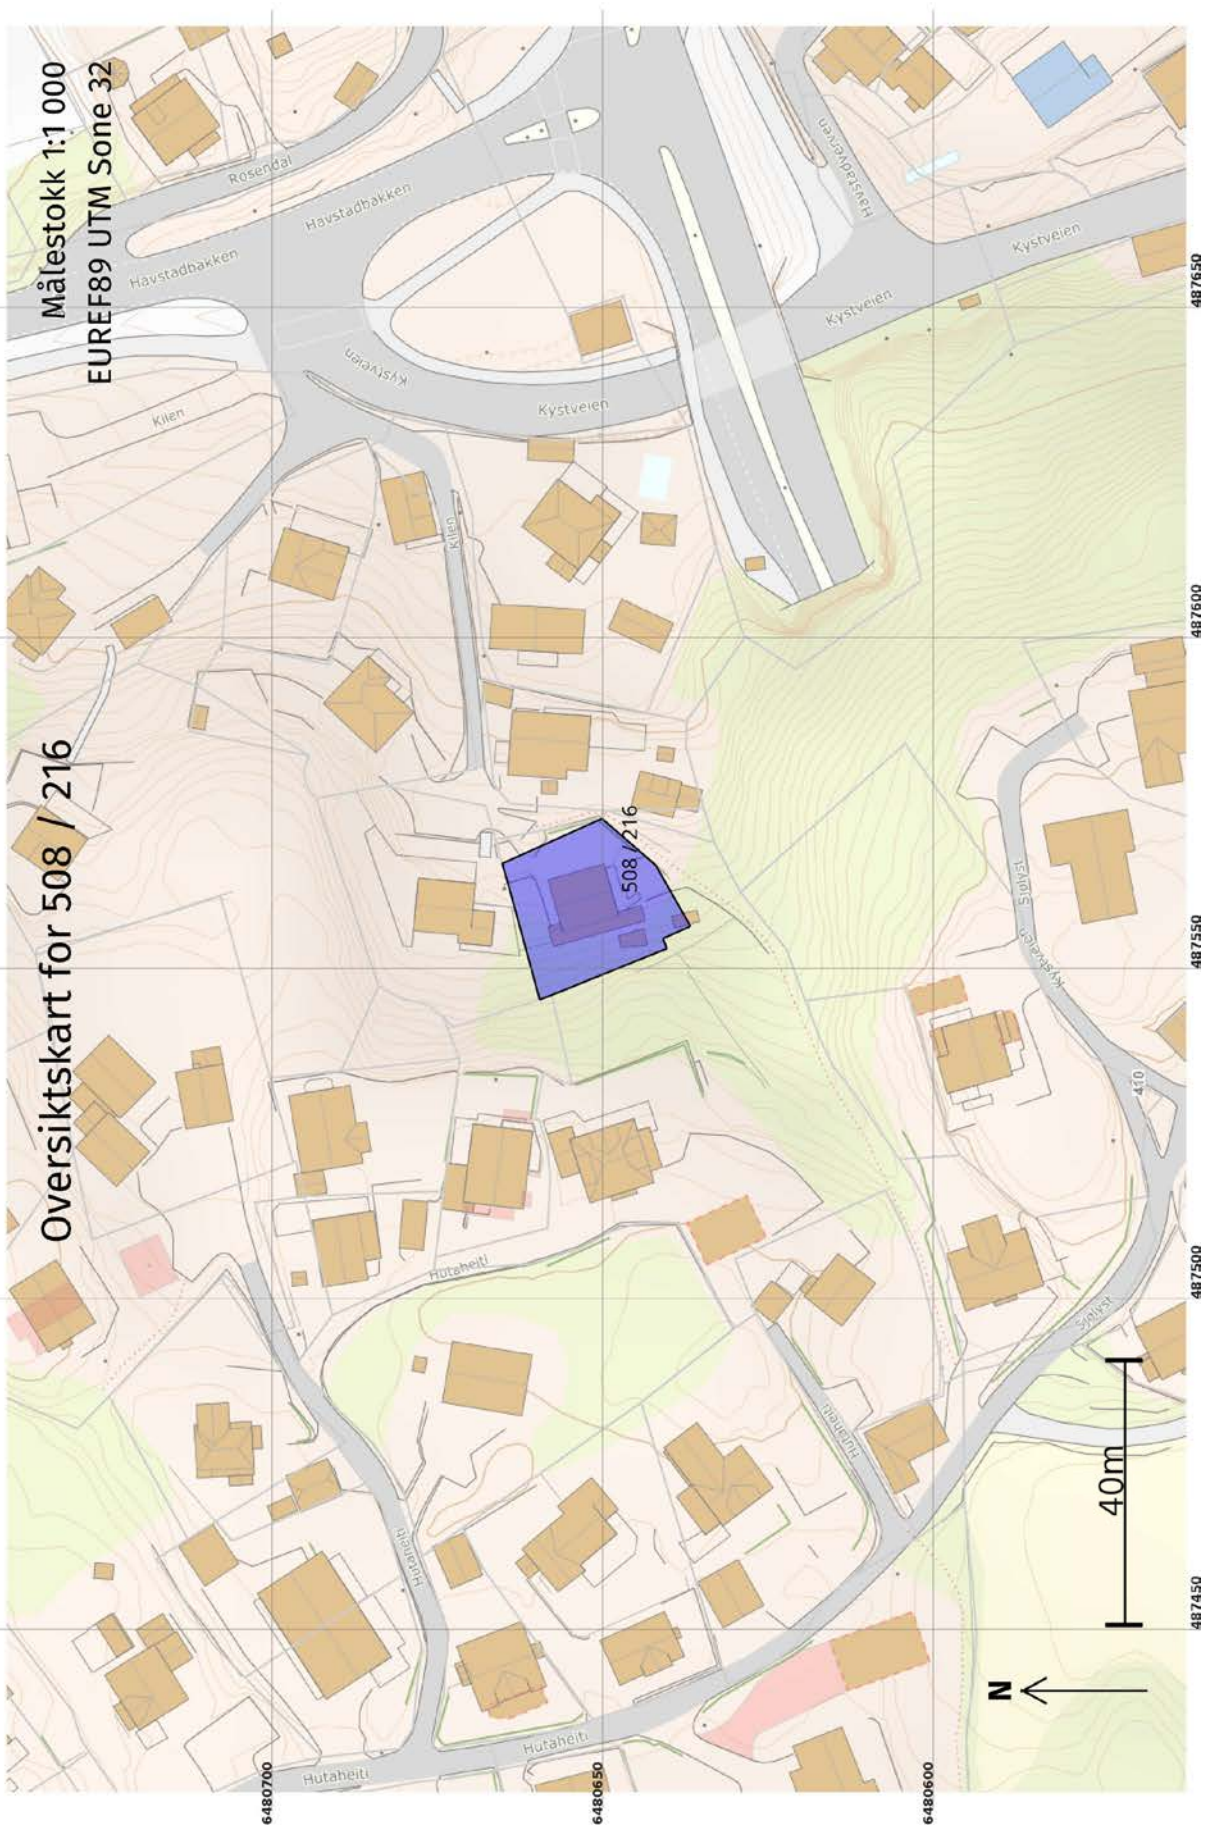 Målestokk 1:1 000
EUREF89 UTM Sone 32
Oversiktskart for 508 / 216
Rosendal
Havstadbakken
Havstadbakken
Kystveien
Kilen
Kystveien
Kilen
Havstadverven
Kystveien
Kystveien
508 / 216
Sjølyst
Kystveien
410
Hutaheiti
Sjølyst
Hutaheiti
Hutaheiti
Hutaheiti
Hutaheiti
40m
N
6480700
6480650
6480600
487450
487500
487550
487600
487650